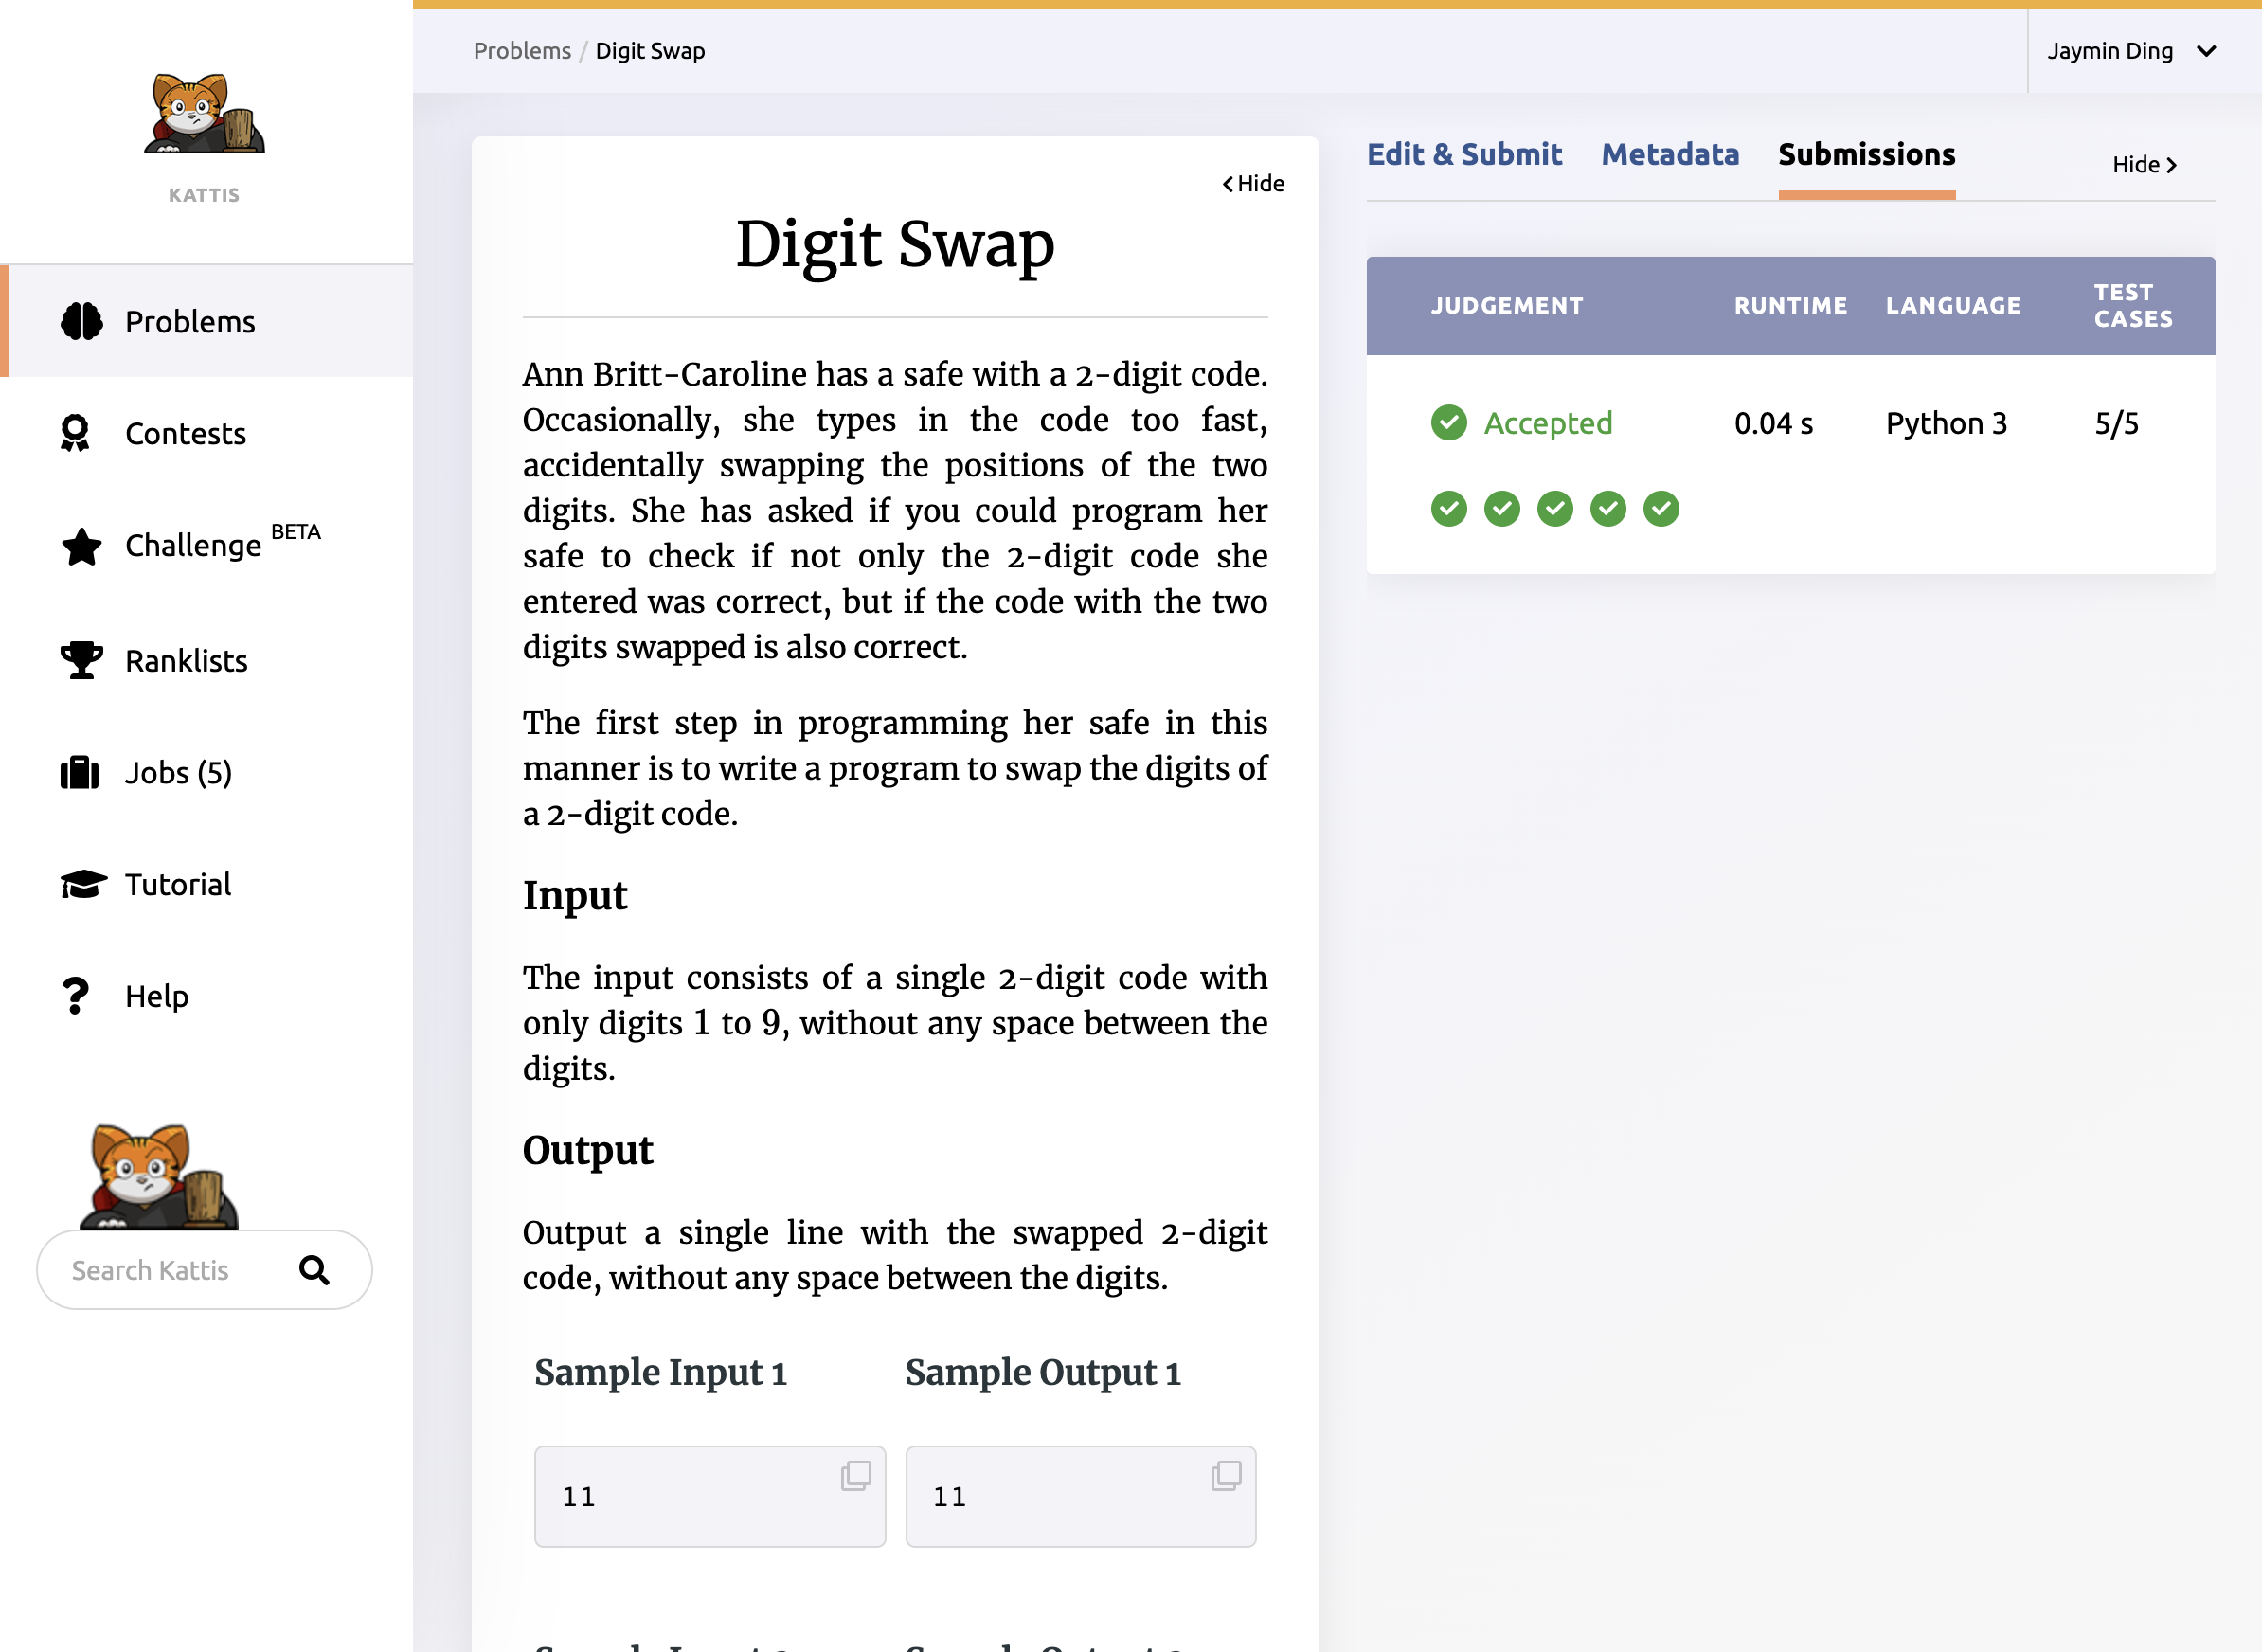 KATTIS
Problems
Contests
Challenge BETA
Ranklists
Jobs (5)
Tutorial
Help
Search Kattis
Problems / Digit Swap
Jaymin Ding
Hide
Digit Swap
Ann Britt-Caroline has a safe with a 2-digit code.
Occasionally, she types in the code too fast,
accidentally swapping the positions of the two
digits. She has asked if you could program her
safe to check if not only the 2-digit code she
entered was correct, but if the code with the two
digits swapped is also correct.
The first step in programming her safe in this
manner is to write a program to swap the digits of
a 2-digit code.
Input
The input consists of a single 2-digit code with
only digits 1 to 9, without any space between the
digits.
Output
Output a single line with the swapped 2-digit
code, without any space between the digits.
Sample Input 1 Sample Output 1
11 11
Edit & Submit Metadata Submissions Hide
JUDGEMENT RUNTIME LANGUAGE TEST
CASES
Accepted 0.04 s Python 3 5/5